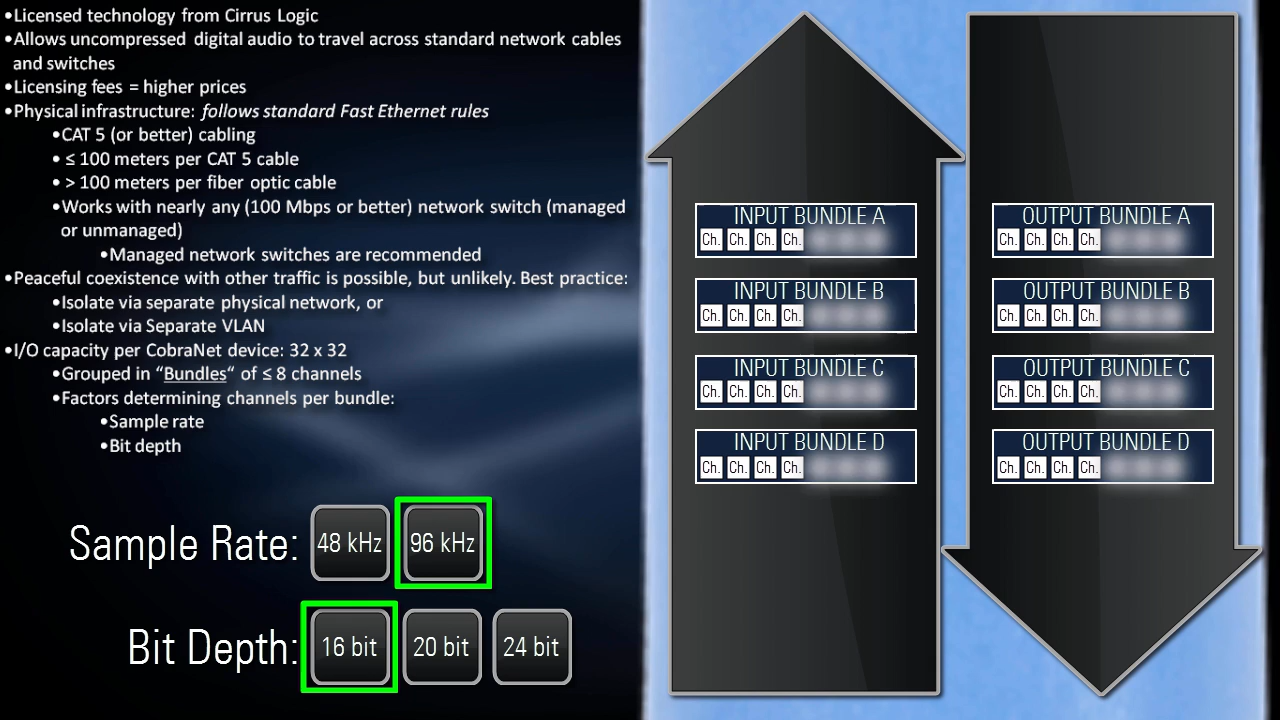 •Licensed technology from Cirrus Logic
•Allows uncompressed digital audio to travel across standard network cables
and switches
•Licensing fees = higher prices
•Physical infrastructure: follows standard Fast Ethernet rules
•CAT 5 (or better) cabling
• ≤ 100 meters per CAT 5 cable
• > 100 meters per fiber optic cable
•Works with nearly any (100 Mbps or better) network switch (managed
or unmanaged)
•Managed network switches are recommended
•Peaceful coexistence with other traffic is possible, but unlikely. Best practice:
•Isolate via separate physical network, or
•Isolate via Separate VLAN
•I/O capacity per CobraNet device: 32 x 32
•Grouped in “Bundles“ of ≤ 8 channels
•Factors determining channels per bundle:
•Sample rate
•Bit depth
Sample Rate: 48 kHz 96 kHz
Bit Depth: 16 bit 20 bit 24 bit
INPUT BUNDLE A
Ch. Ch. Ch. Ch.
INPUT BUNDLE B
Ch. Ch. Ch. Ch.
INPUT BUNDLE C
Ch. Ch. Ch. Ch.
INPUT BUNDLE D
Ch. Ch. Ch. Ch.
OUTPUT BUNDLE A
Ch. Ch. Ch. Ch.
OUTPUT BUNDLE B
Ch. Ch. Ch. Ch.
OUTPUT BUNDLE C
Ch. Ch. Ch. Ch.
OUTPUT BUNDLE D
Ch. Ch. Ch. Ch.